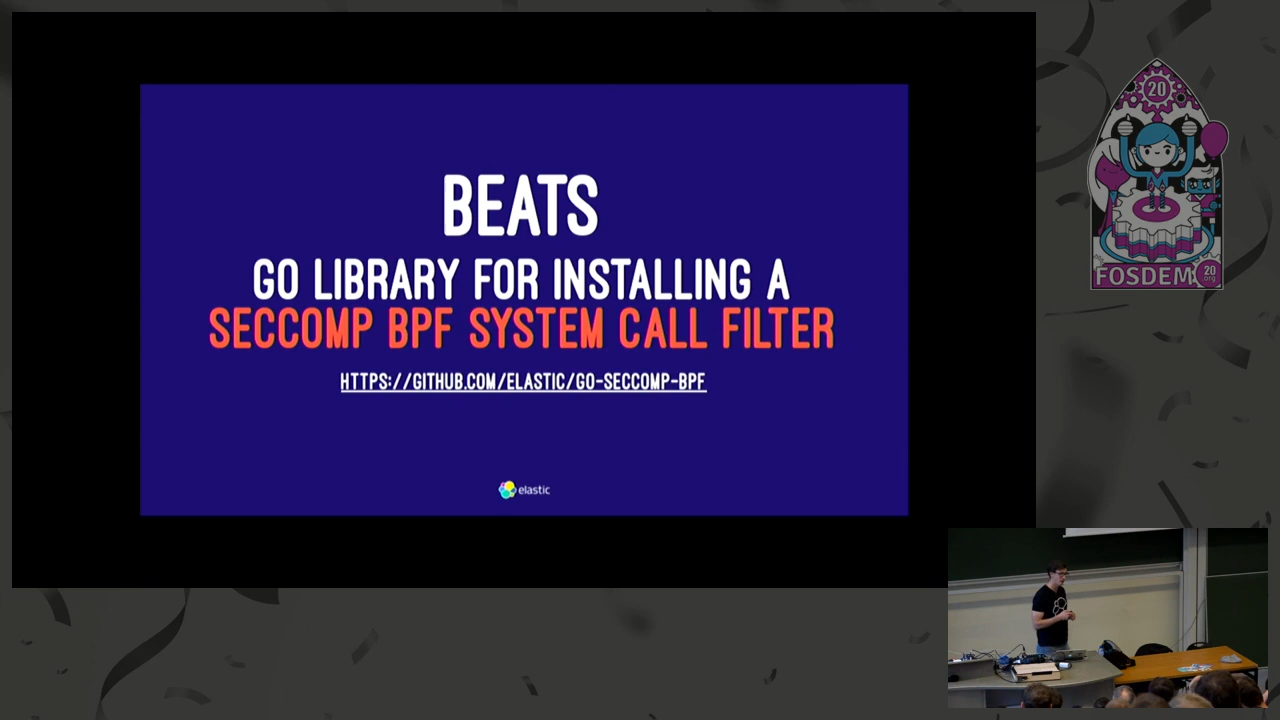 BEATS
GO LIBRARY FOR INSTALLING A
SECCOMP BPF SYSTEM CALL FILTER
HTTPS://GITHUB.COM/ELASTIC/GO-SECCOMP-BPF
elastic
20
FOSDEM
20
.org